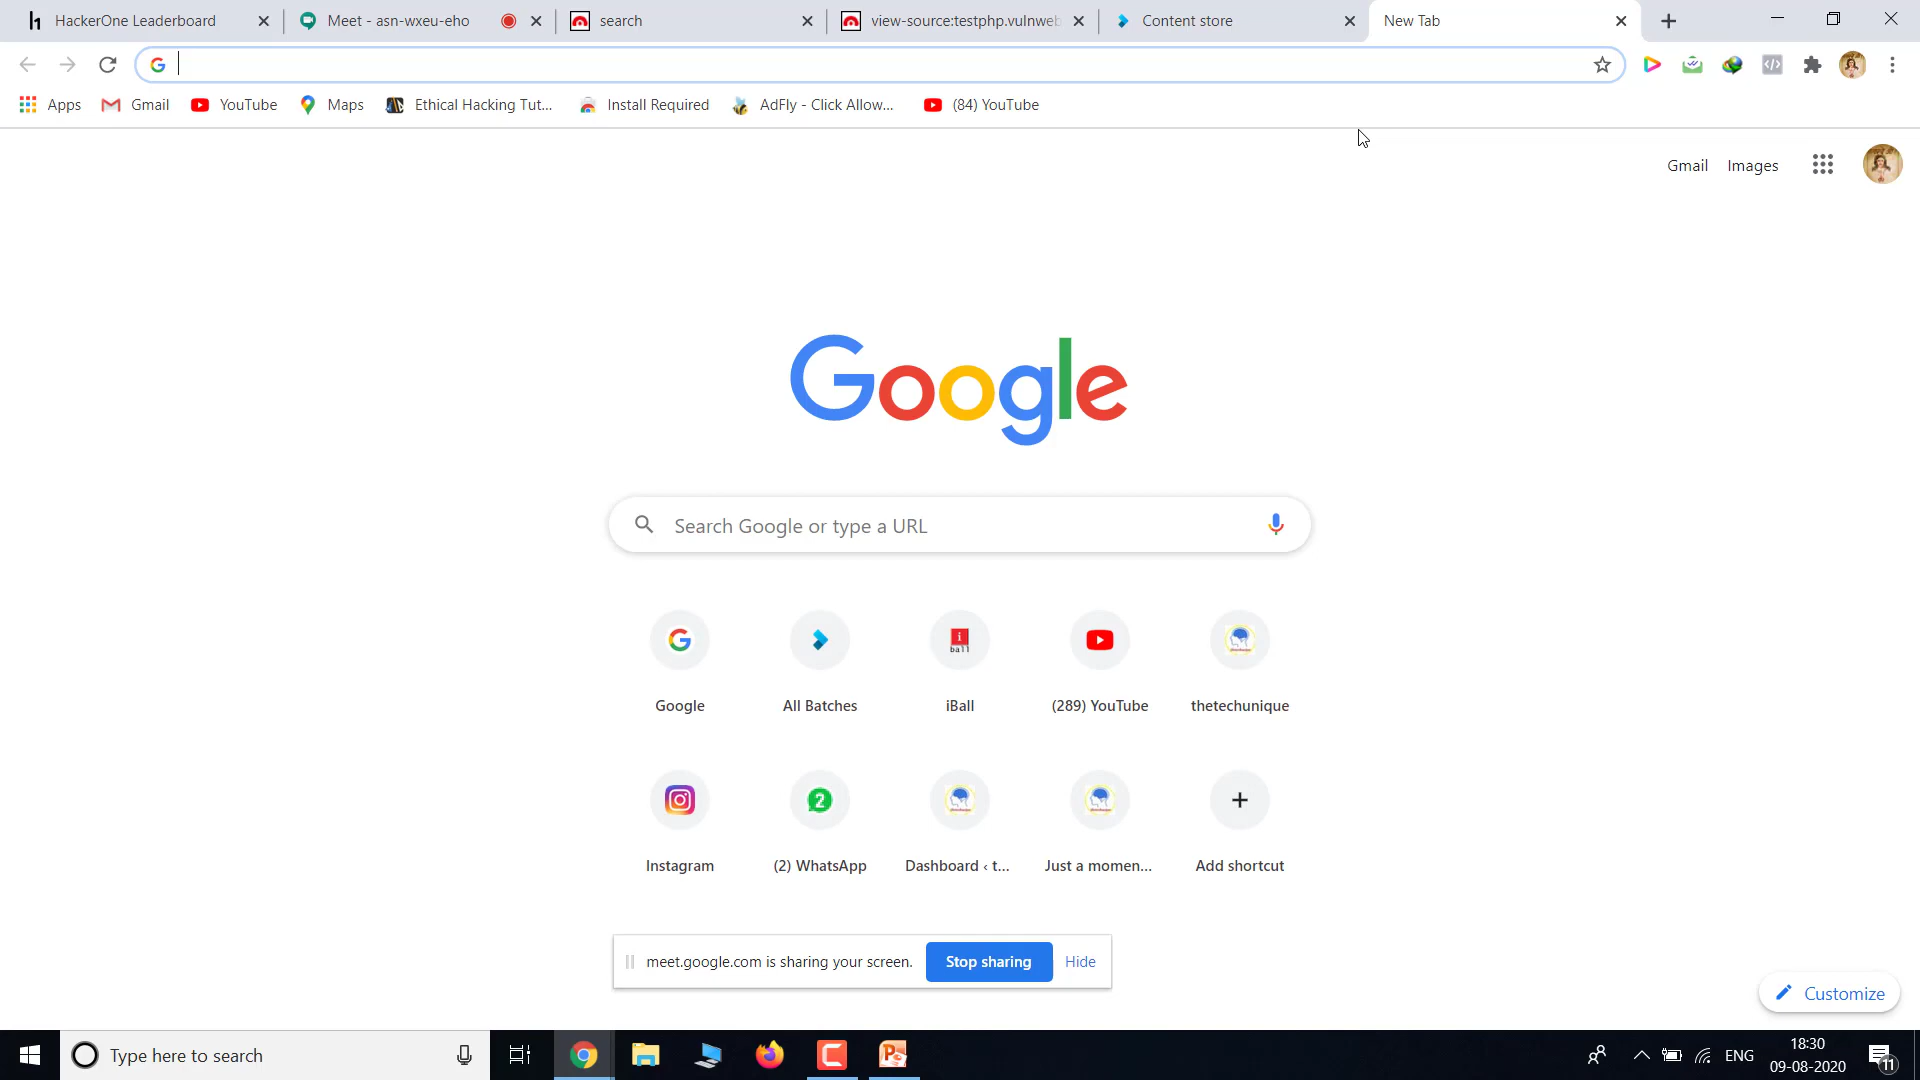 HackerOne Leaderboard
Meet - asn-wxeu-eho
search
view-source:testphp.vulnwe
Content store
New Tab
Apps
Gmail
YouTube
Maps
Ethical Hacking Tut...
Install Required
AdFly - Click Allow...
(84) YouTube
Gmail
Images
Google
Search Google or type a URL
Google
All Batches
iBall
(289) YouTube
thetechunique
Instagram
(2) WhatsApp
Dashboard ‹ t...
Just a momen...
Add shortcut
meet.google.com is sharing your screen.
Stop sharing
Hide
Customize
Type here to search
ENG
18:30
09-08-2020
11